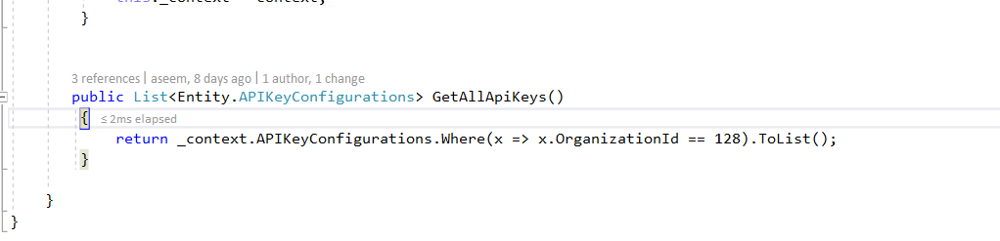 }
3 references | aseem, 8 days ago | 1 author, 1 change
public List<Entity.APIKeyConfigurations> GetAllApiKeys()
{ ≤2ms elapsed
return _context.APIKeyConfigurations.Where(x => x.OrganizationId == 128).ToList();
}
}
}